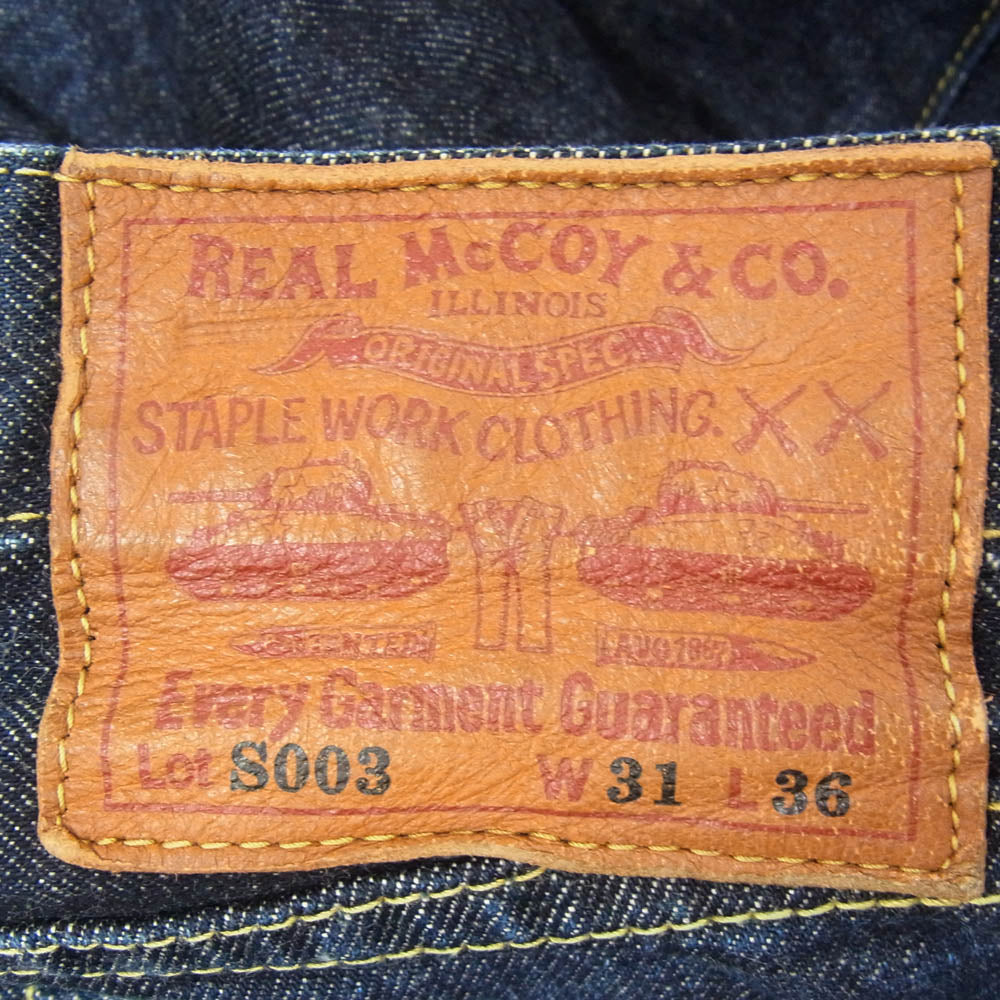 REAL McCOY & CO.
ILLINOIS
ORIGINAL SPEC.
STAPLE WORK CLOTHING. XX
PATENTED AUG 1987
Every Garment Guaranteed
Lot S003 W 31 L 36